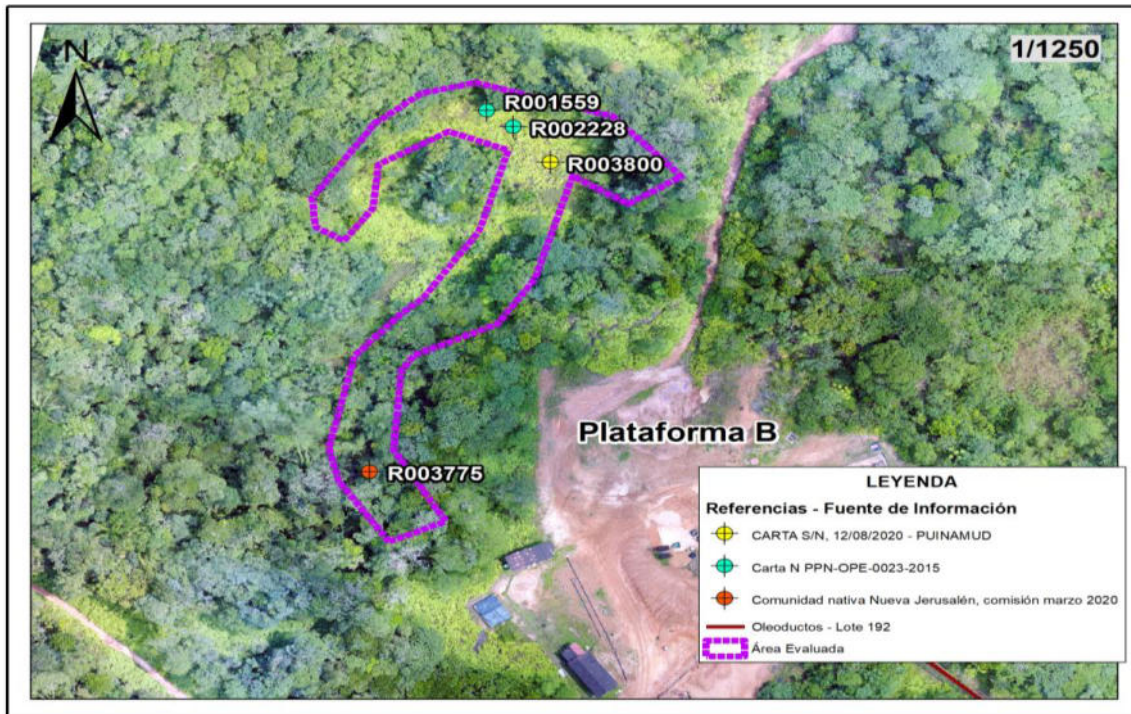 N
1/1250
R001559
R002228
R003800
R003775
Plataforma B
LEYENDA
Referencias - Fuente de Información
CARTA S/N, 12/08/2020 - PUINAMUD
Carta N PPN-OPE-0023-2015
Comunidad nativa Nueva Jerusalén, comisión marzo 2020
Oleoductos - Lote 192
Área Evaluada